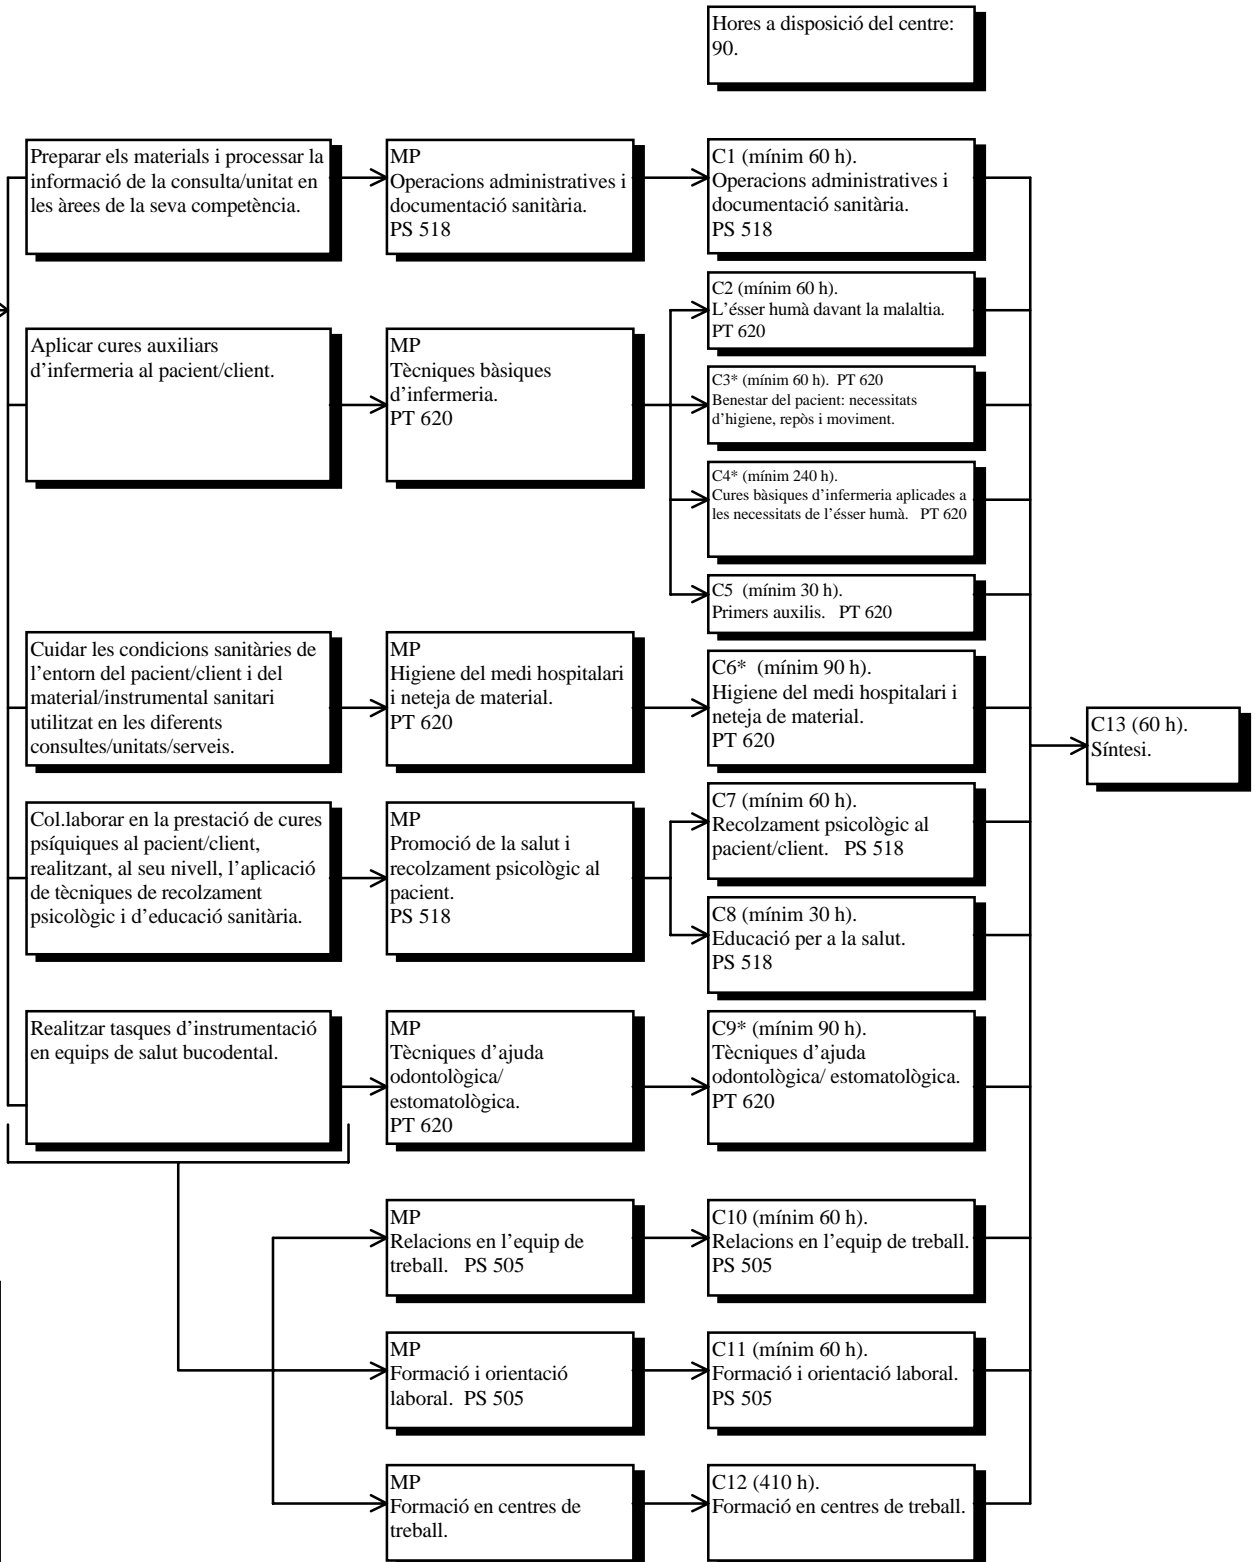 Hores a disposició del centre:
90.
Preparar els materials i processar la
informació de la consulta/unitat en
les àrees de la seva competència.
MP
Operacions administratives i
documentació sanitària.
PS 518
C1 (mínim 60 h).
Operacions administratives i
documentació sanitària.
PS 518
Aplicar cures auxiliars
d’infermeria al pacient/client.
MP
Tècniques bàsiques
d’infermeria.
PT 620
C2 (mínim 60 h).
L’ésser humà davant la malaltia.
PT 620
C3* (mínim 60 h).  PT 620
Benestar del pacient: necessitats
d’higiene, repòs i moviment.
C4* (mínim 240 h).
Cures bàsiques d’infermeria aplicades a
les necessitats de l’ésser humà.   PT 620
C5  (mínim 30 h).
Primers auxilis.   PT 620
Cuidar les condicions sanitàries de
l’entorn del pacient/client i del
material/instrumental sanitari
utilitzat en les diferents
consultes/unitats/serveis.
MP
Higiene del medi hospitalari
i neteja de material.
PT 620
C6*  (mínim 90 h).
Higiene del medi hospitalari i
neteja de material.
PT 620
C13 (60 h).
Síntesi.
Col.laborar en la prestació de cures
psíquiques al pacient/client,
realitzant, al seu nivell, l’aplicació
de tècniques de recolzament
psicològic i d’educació sanitària.
MP
Promoció de la salut i
recolzament psicològic al
pacient.
PS 518
C7 (mínim 60 h).
Recolzament psicològic al
pacient/client.   PS 518
C8 (mínim 30 h).
Educació per a la salut.
PS 518
Realitzar tasques d’instrumentació
en equips de salut bucodental.
MP
Tècniques d’ajuda
odontològica/
estomatològica.
PT 620
C9* (mínim 90 h).
Tècniques d’ajuda
odontològica/ estomatològica.
PT 620
MP
Relacions en l’equip de
treball.   PS 505
C10 (mínim 60 h).
Relacions en l’equip de treball.
PS 505
MP
Formació i orientació
laboral.  PS 505
C11 (mínim 60 h).
Formació i orientació laboral.
PS 505
MP
Formació en centres de
treball.
C12 (410 h).
Formació en centres de treball.